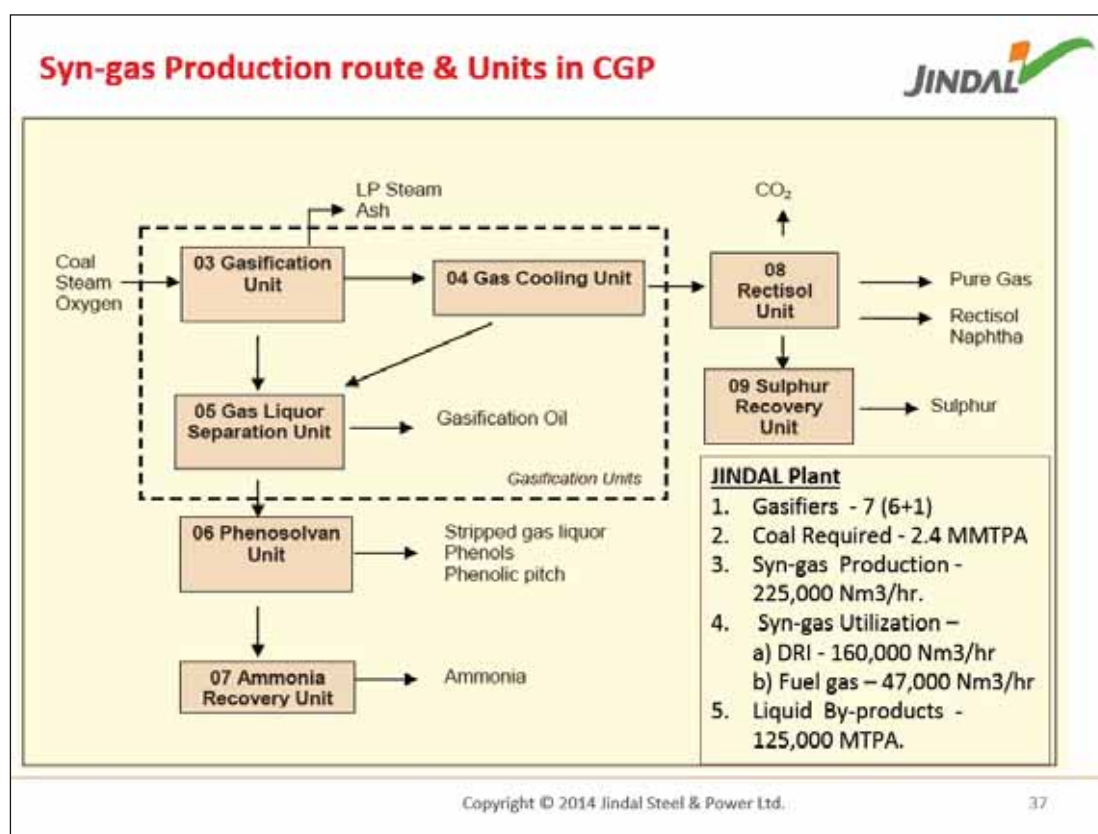 Syn-gas Production route & Units in CGP
JINDAL
LP Steam
Ash
CO₂
Coal
Steam
Oxygen
03 Gasification
Unit
04 Gas Cooling Unit
08
Rectisol
Unit
Pure Gas
Rectisol
Naphtha
05 Gas Liquor
Separation Unit
Gasification Oil
09 Sulphur
Recovery
Unit
Sulphur
Gasification Units
06 Phenosolvan
Unit
Stripped gas liquor
Phenols
Phenolic pitch
07 Ammonia
Recovery Unit
Ammonia
JINDAL Plant
1. Gasifiers - 7 (6+1)
2. Coal Required - 2.4 MMTPA
3. Syn-gas Production -
225,000 Nm3/hr.
4. Syn-gas Utilization –
a) DRI - 160,000 Nm3/hr
b) Fuel gas – 47,000 Nm3/hr
5. Liquid By-products -
125,000 MTPA.
Copyright © 2014 Jindal Steel & Power Ltd.
37